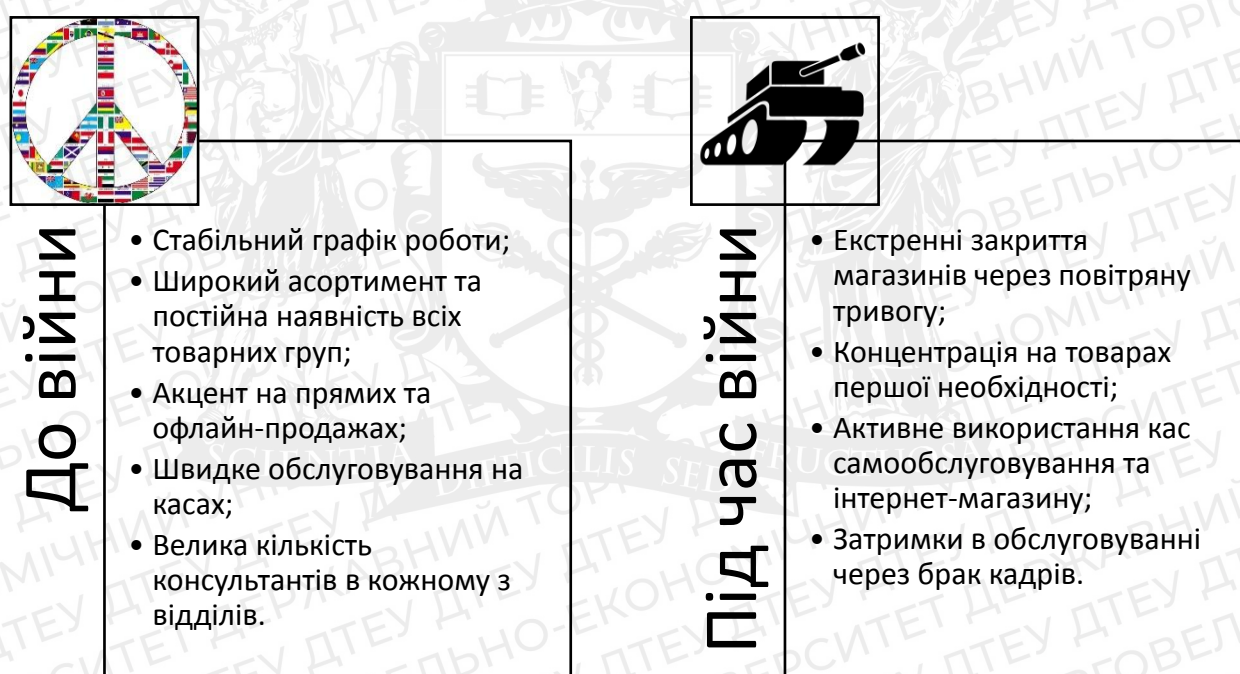 До війни
• Стабільний графік роботи;
• Широкий асортимент та
постійна наявність всіх
товарних груп;
• Акцент на прямих та
офлайн-продажах;
• Швидке обслуговування на
касах;
• Велика кількість
консультантів в кожному з
відділів.
Під час війни
• Екстренні закриття
магазинів через повітряну
тривогу;
• Концентрація на товарах
першої необхідності;
• Активне використання кас
самообслуговування та
інтернет-магазину;
• Затримки в обслуговуванні
через брак кадрів.